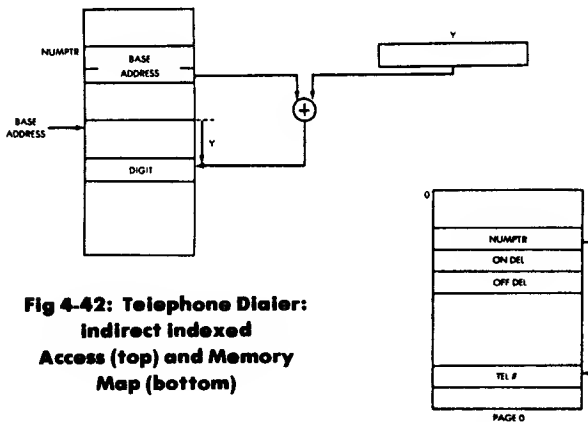 Y
NUMPTR
BASE
ADDRESS
BASE
ADDRESS
+
Y
DIGIT
0
NUMPTR
ON DEL
OFF DEL
TEL #
PAGE 0
Fig 4-42: Telephone Dialer:
indirect indexed
Access (top) and Memory
Map (bottom)